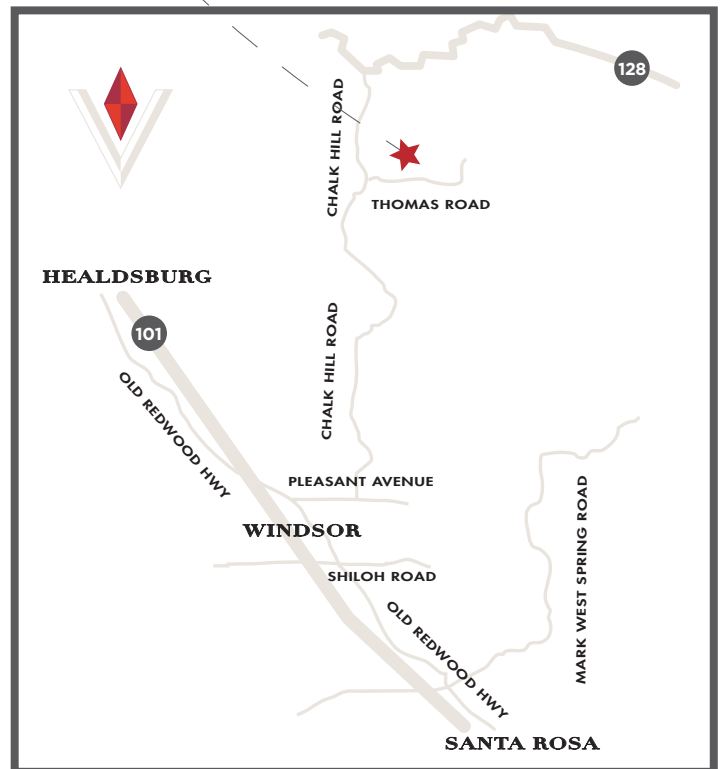 128
CHALK HILL ROAD
THOMAS ROAD
HEALDSBURG
101
CHALK HILL ROAD
OLD REDWOOD HWY
PLEASANT AVENUE
WINDSOR
MARK WEST SPRING ROAD
SHILOH ROAD
OLD REDWOOD HWY
SANTA ROSA